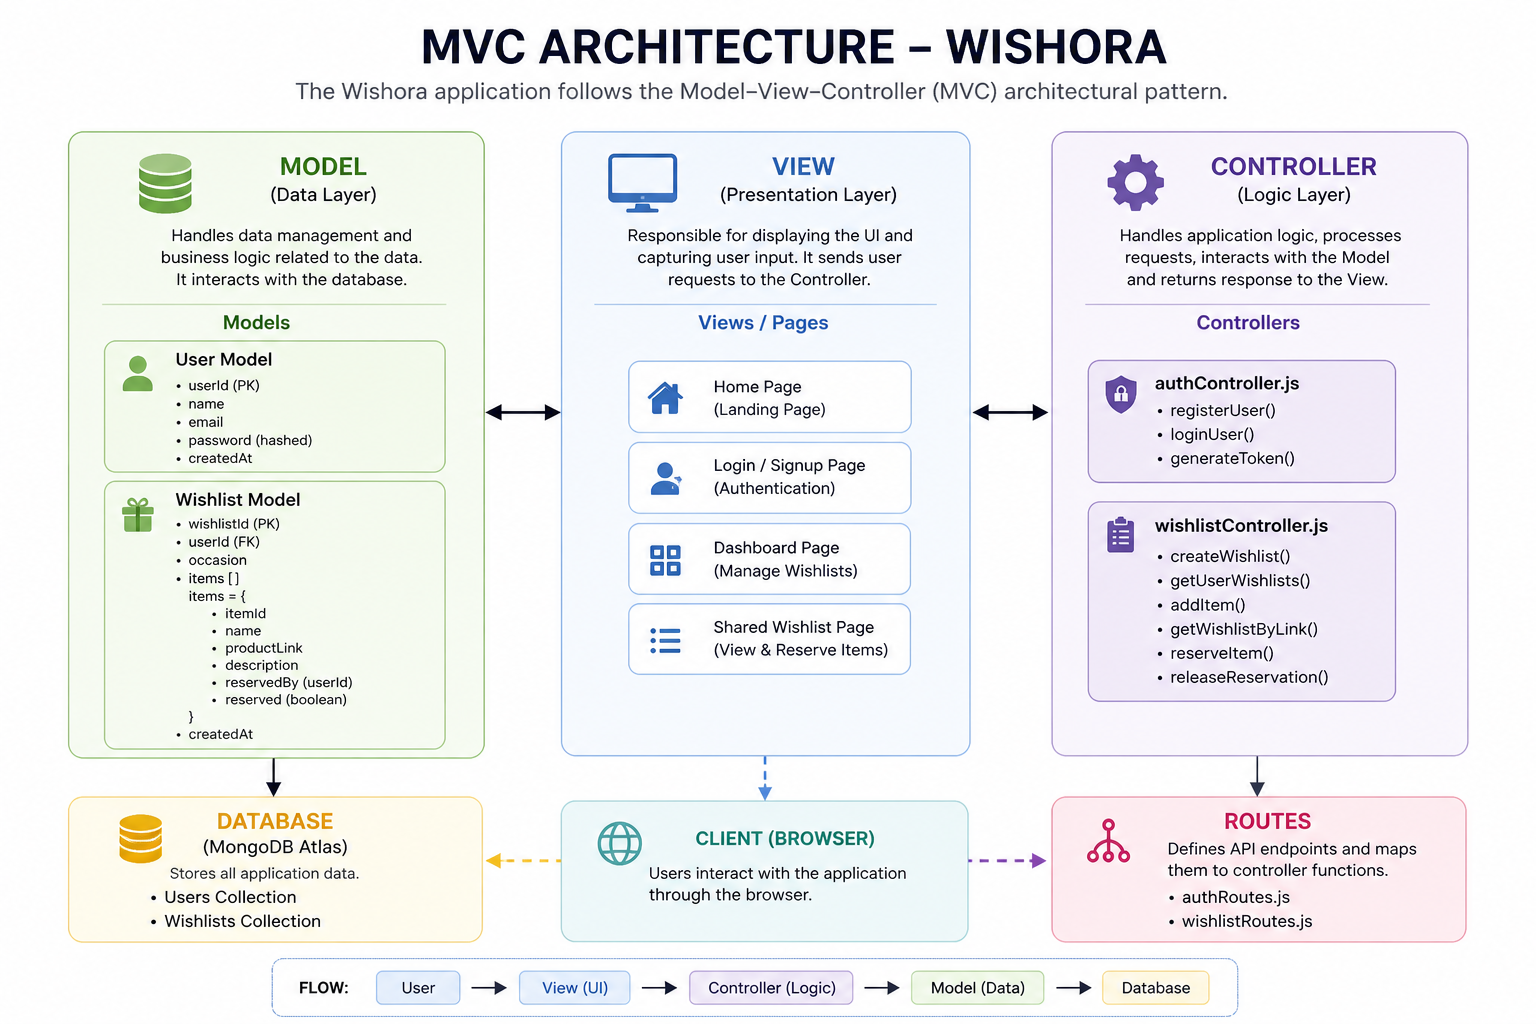 MVC ARCHITECTURE – WISHORA
The Wishora application follows the Model–View–Controller (MVC) architectural pattern.
MODEL
(Data Layer)
Handles data management and
business logic related to the data.
It interacts with the database.
Models
User Model
• userId (PK)
• name
• email
• password (hashed)
• createdAt
Wishlist Model
• wishlistId (PK)
• userId (FK)
• occasion
• items [ ]
items = {
• itemId
• name
• productLink
• description
• reservedBy (userId)
• reserved (boolean)
}
• createdAt
VIEW
(Presentation Layer)
Responsible for displaying the UI and
capturing user input. It sends user
requests to the Controller.
Views / Pages
Home Page
(Landing Page)
Login / Signup Page
(Authentication)
Dashboard Page
(Manage Wishlists)
Shared Wishlist Page
(View & Reserve Items)
CONTROLLER
(Logic Layer)
Handles application logic, processes
requests, interacts with the Model
and returns response to the View.
Controllers
authController.js
• registerUser()
• loginUser()
• generateToken()
wishlistController.js
• createWishlist()
• getUserWishlists()
• addItem()
• getWishlistByLink()
• reserveItem()
• releaseReservation()
DATABASE
(MongoDB Atlas)
Stores all application data.
• Users Collection
• Wishlists Collection
CLIENT (BROWSER)
Users interact with the application
through the browser.
ROUTES
Defines API endpoints and maps
them to controller functions.
• authRoutes.js
• wishlistRoutes.js
FLOW:
User
View (UI)
Controller (Logic)
Model (Data)
Database